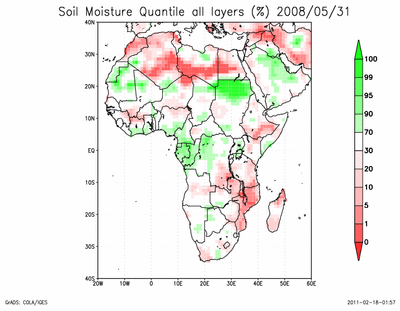 Soil Moisture Quantile all layers (%) 2008/05/31
40N
30N
20N
10N
EQ
10S
20S
30S
40S
20W 10W 0 10E 20E 30E 40E 50E 60E
100
99
95
90
70
30
20
10
5
1
0
GrADS: COLA/IGES
2011-02-18-01:57